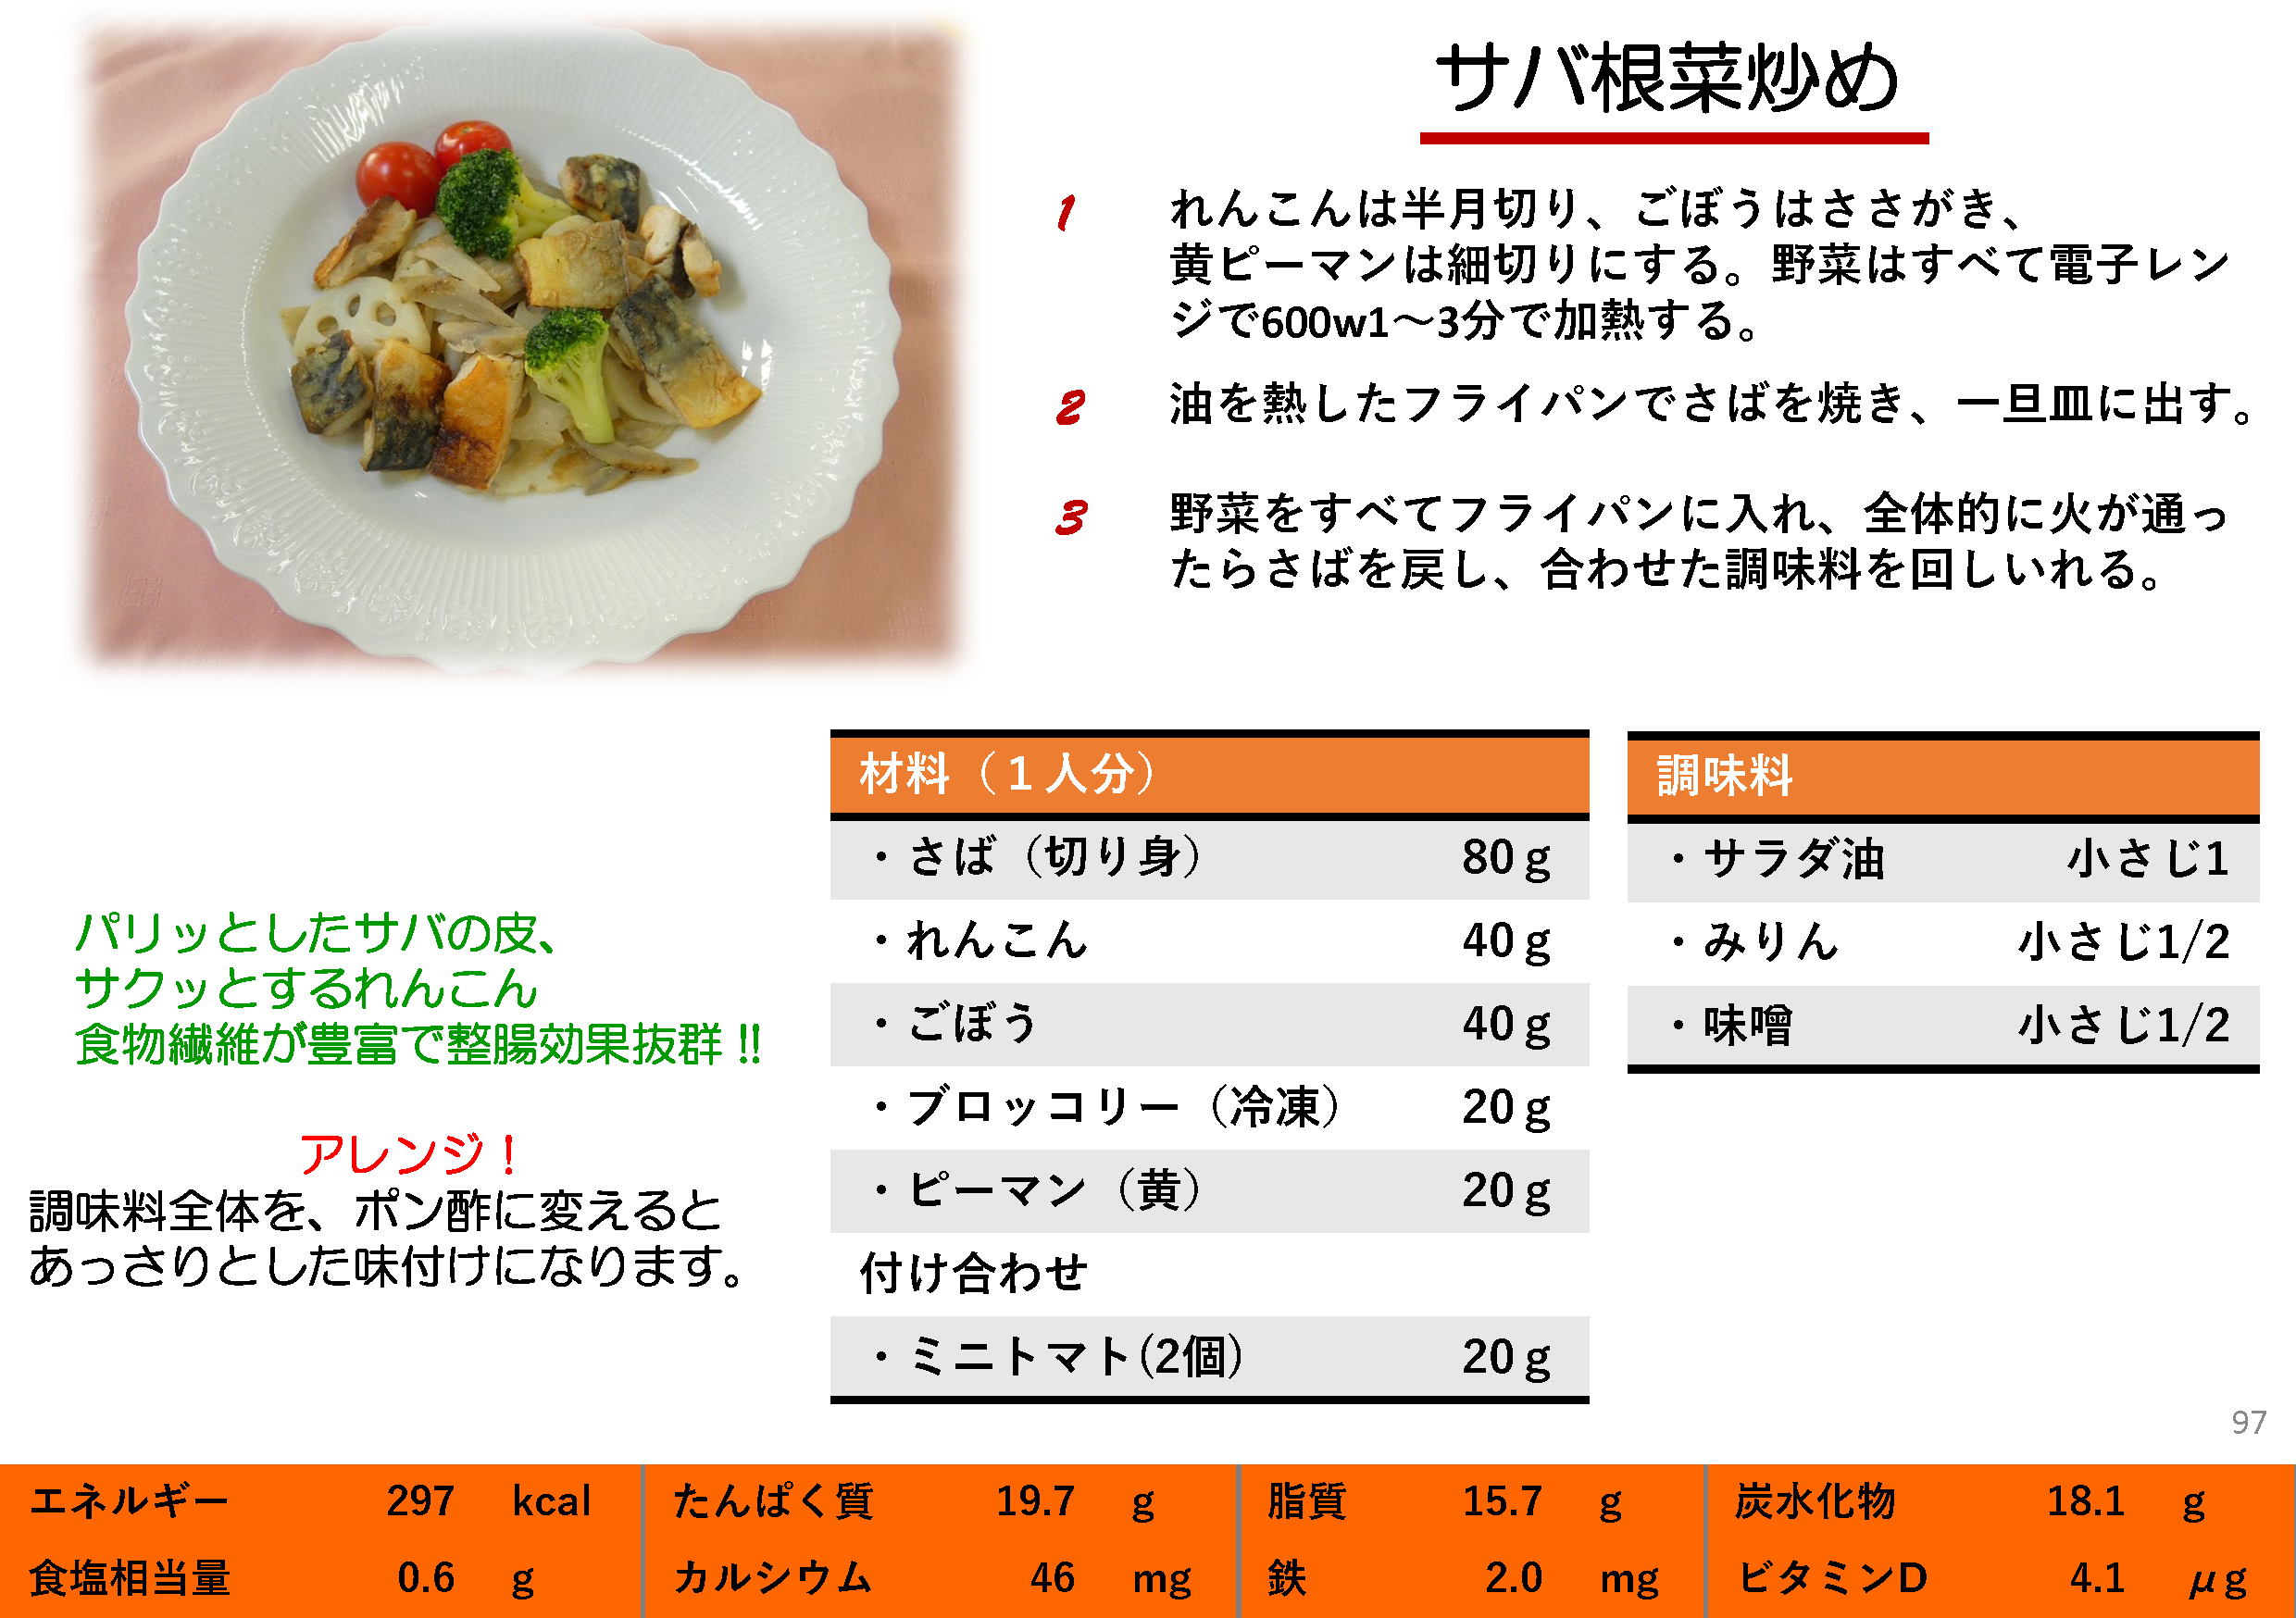 サバ根菜炒め
1 れんこんは半月切り、ごぼうはささがき、
黄ピーマンは細切りにする。野菜はすべて電子レン
ジで600w1～3分で加熱する。
2 油を熱したフライパンでさばを焼き、一旦皿に出す。
3 野菜をすべてフライパンに入れ、全体的に火が通っ
たらさばを戻し、合わせた調味料を回しいれる。
パリッとしたサバの皮、
サクッとするれんこん
食物繊維が豊富で整腸効果抜群!!
アレンジ！
調味料全体を、ポン酢に変えると
あっさりとした味付けになります。
材料（１人分）
・さば（切り身） 80ｇ
・れんこん 40ｇ
・ごぼう 40ｇ
・ブロッコリー（冷凍） 20ｇ
・ピーマン（黄） 20ｇ
付け合わせ
・ミニトマト(2個) 20ｇ
調味料
・サラダ油 小さじ1
・みりん 小さじ1/2
・味噌 小さじ1/2
97
エネルギー 297 kcal たんぱく質 19.7 g 脂質 15.7 g 炭水化物 18.1 g
食塩相当量 0.6 g カルシウム 46 mg 鉄 2.0 mg ビタミンD 4.1 μg